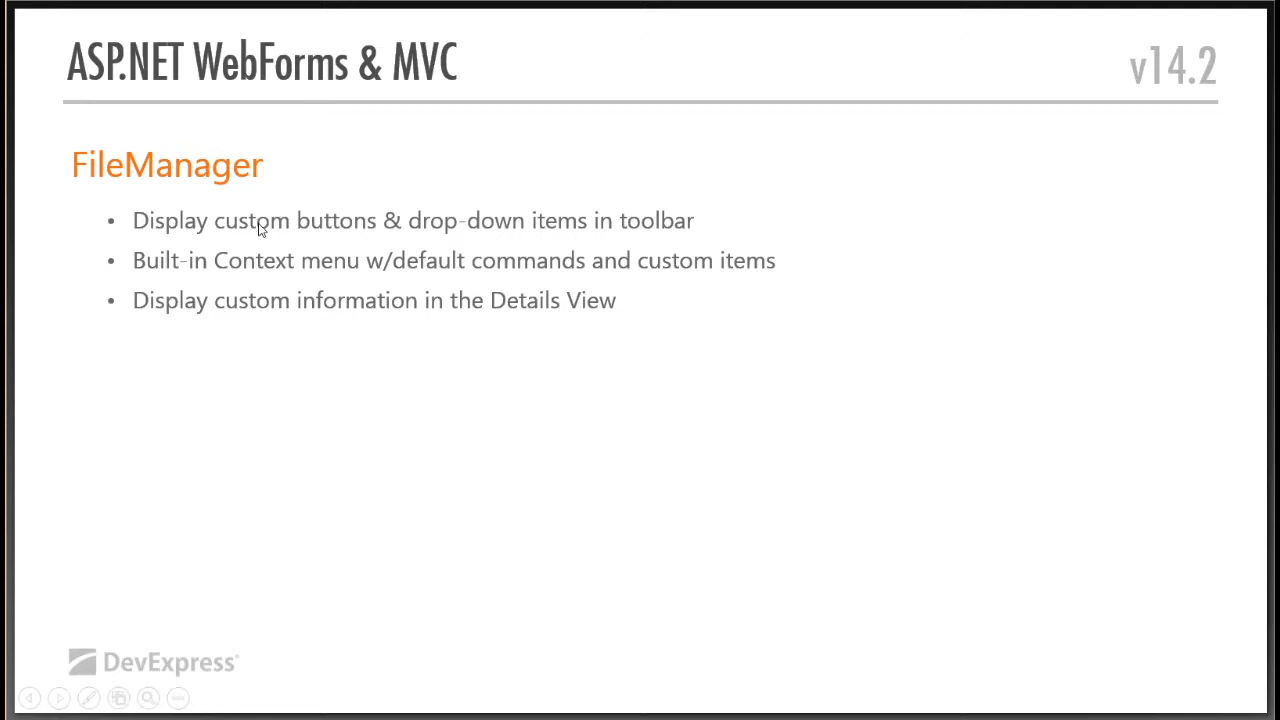 ASP.NET WebForms & MVC
v14.2
FileManager
• Display custom buttons & drop-down items in toolbar
• Built-in Context menu w/default commands and custom items
• Display custom information in the Details View
DevExpress